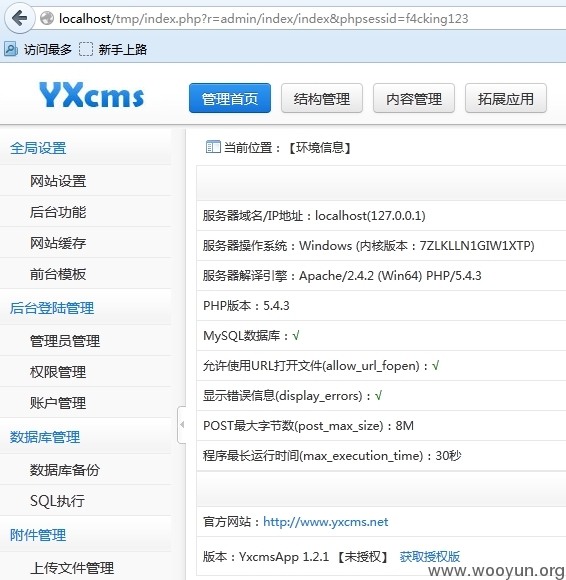 localhost/tmp/index.php?r=admin/index/index&phpsessid=f4cking123
访问最多 新手上路
YXcms 管理首页 结构管理 内容管理 拓展应用
全局设置
网站设置
后台功能
网站缓存
前台模板
后台登陆管理
管理员管理
权限管理
账户管理
数据库管理
数据库备份
SQL执行
附件管理
上传文件管理
当前位置:【环境信息】
服务器域名/IP地址:localhost(127.0.0.1)
服务器操作系统:Windows (内核版本:7ZLKLLN1GIW1XTP)
服务器解译引擎:Apache/2.4.2 (Win64) PHP/5.4.3
PHP版本:5.4.3
MySQL数据库:√
允许使用URL打开文件(allow_url_fopen):√
显示错误信息(display_errors):√
POST最大字节数(post_max_size):8M
程序最长运行时间(max_execution_time):30秒
官方网站:http://www.yxcms.net
版本:YxcmsApp 1.2.1 【未授权】 获取授权版
www.wooyun.org